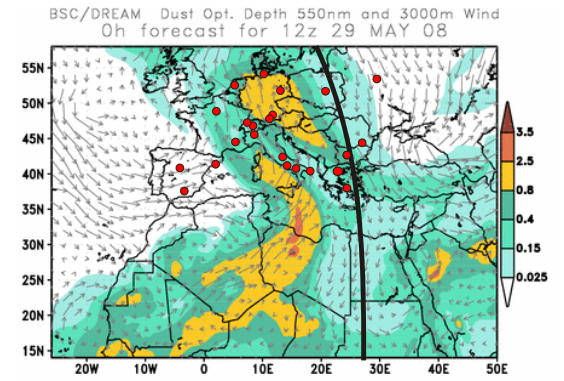 BSC/DREAM Dust Opt. Depth 550nm and 3000m Wind
0h forecast for 12z 29 MAY 08
55N
50N
45N
40N
35N
30N
25N
20N
15N
20W 10W 0 10E 20E 30E 40E 50E
3.5
2.5
0.8
0.4
0.15
0.025